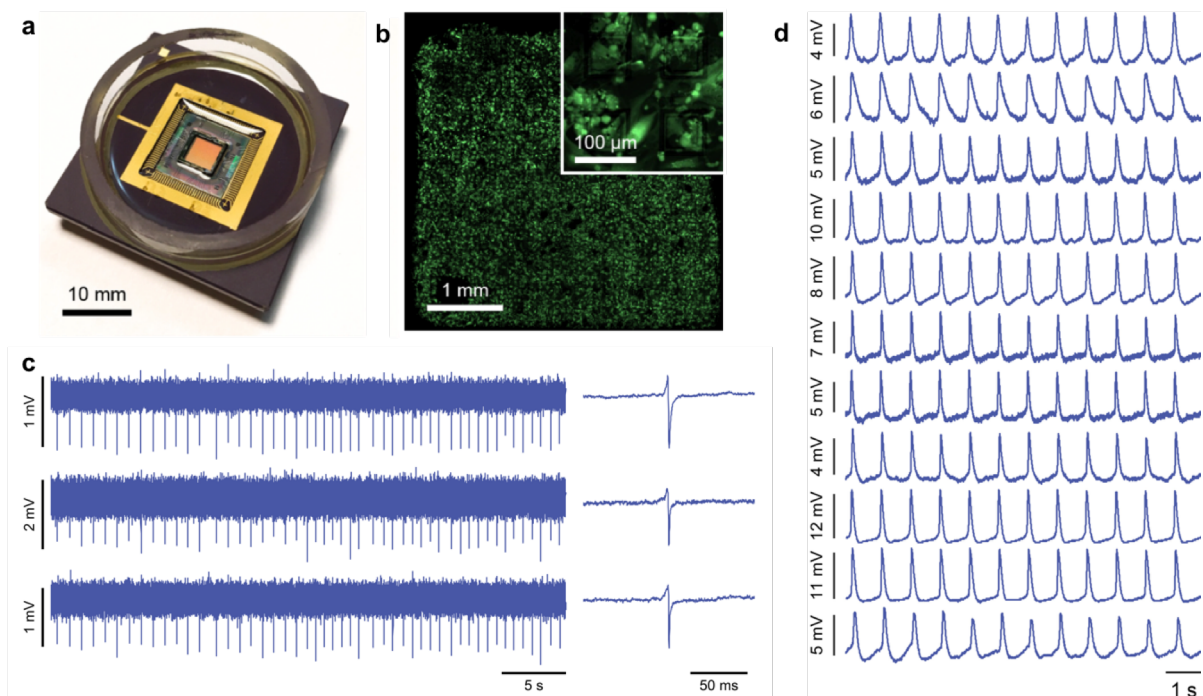 a
10 mm
b
100 μm
1 mm
c
1 mV
2 mV
1 mV
5 s
50 ms
d
4 mV
6 mV
5 mV
10 mV
8 mV
7 mV
5 mV
4 mV
12 mV
11 mV
5 mV
1 s